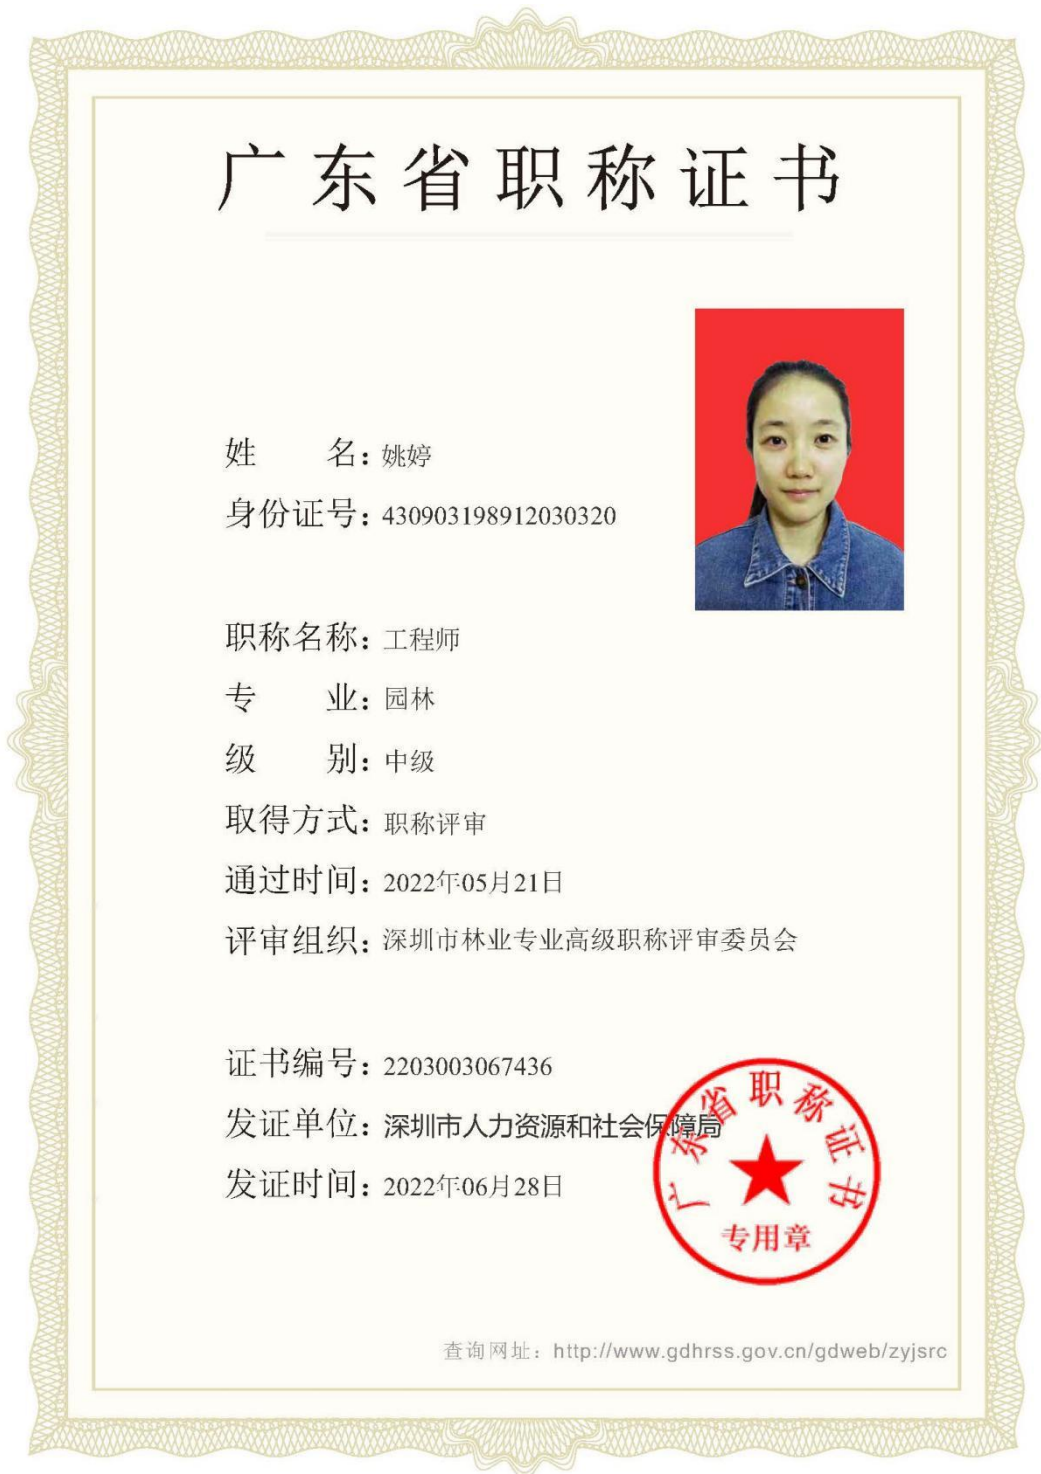 广东省职称证书
姓 名：姚婷
身份证号：430903198912030320
职称名称：工程师
专 业：园林
级 别：中级
取得方式：职称评审
通过时间：2022年05月21日
评审组织：深圳市林业专业高级职称评审委员会
证书编号：2203003067436
发证单位：深圳市人力资源和社会保障局
发证时间：2022年06月28日
广东省职称证书
专用章
查询网址：http://www.gdhrss.gov.cn/gdweb/zyjsrc